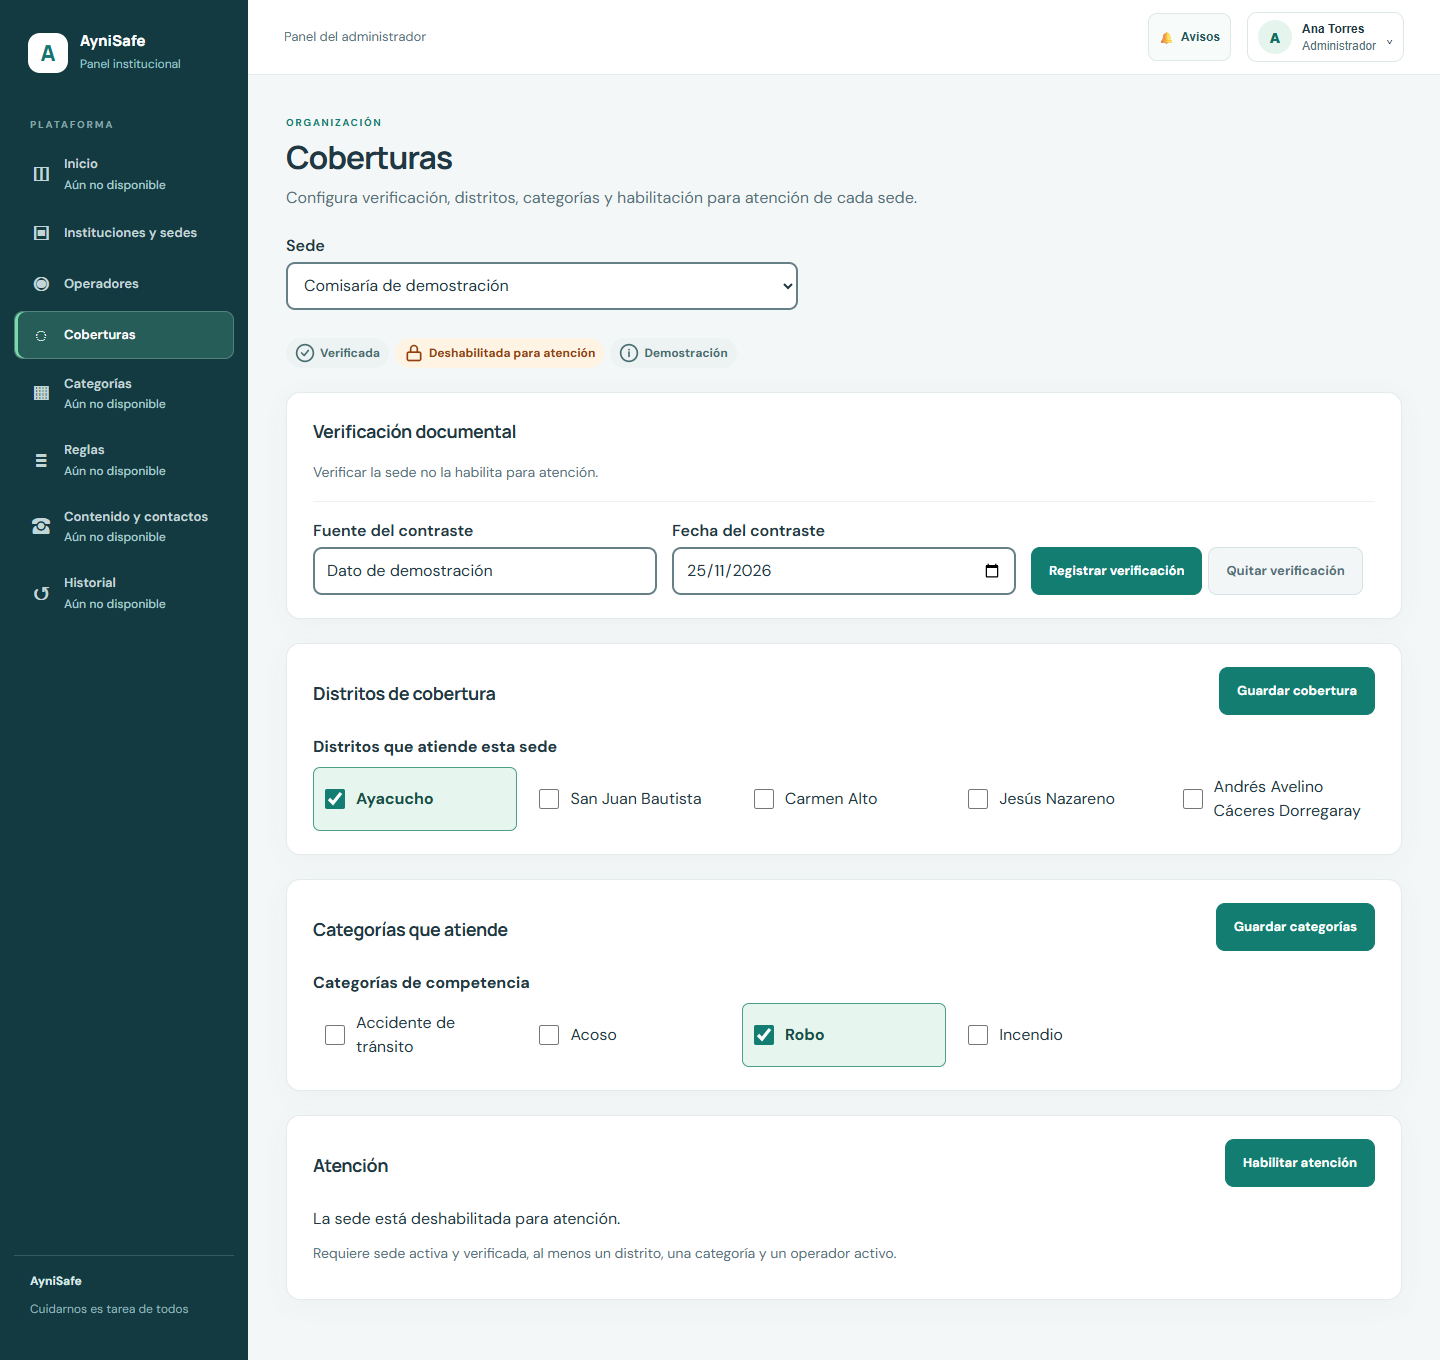 A
AyniSafe
Panel institucional
PLATAFORMA
Inicio
Aún no disponible
Instituciones y sedes
Operadores
Coberturas
Categorías
Aún no disponible
Reglas
Aún no disponible
Contenido y contactos
Aún no disponible
Historial
Aún no disponible
AyniSafe
Cuidarnos es tarea de todos
Panel del administrador
Avisos
A
Ana Torres
Administrador
ORGANIZACIÓN
Coberturas
Configura verificación, distritos, categorías y habilitación para atención de cada sede.
Sede
Comisaría de demostración
Verificada
Deshabilitada para atención
Demostración
Verificación documental
Verificar la sede no la habilita para atención.
Fuente del contraste
Fecha del contraste
Dato de demostración
25/11/2026
Registrar verificación
Quitar verificación
Distritos de cobertura
Guardar cobertura
Distritos que atiende esta sede
Ayacucho
San Juan Bautista
Carmen Alto
Jesús Nazareno
Andrés Avelino
Cáceres Dorregaray
Categorías que atiende
Guardar categorías
Categorías de competencia
Accidente de
tránsito
Acoso
Robo
Incendio
Atención
Habilitar atención
La sede está deshabilitada para atención.
Requiere sede activa y verificada, al menos un distrito, una categoría y un operador activo.